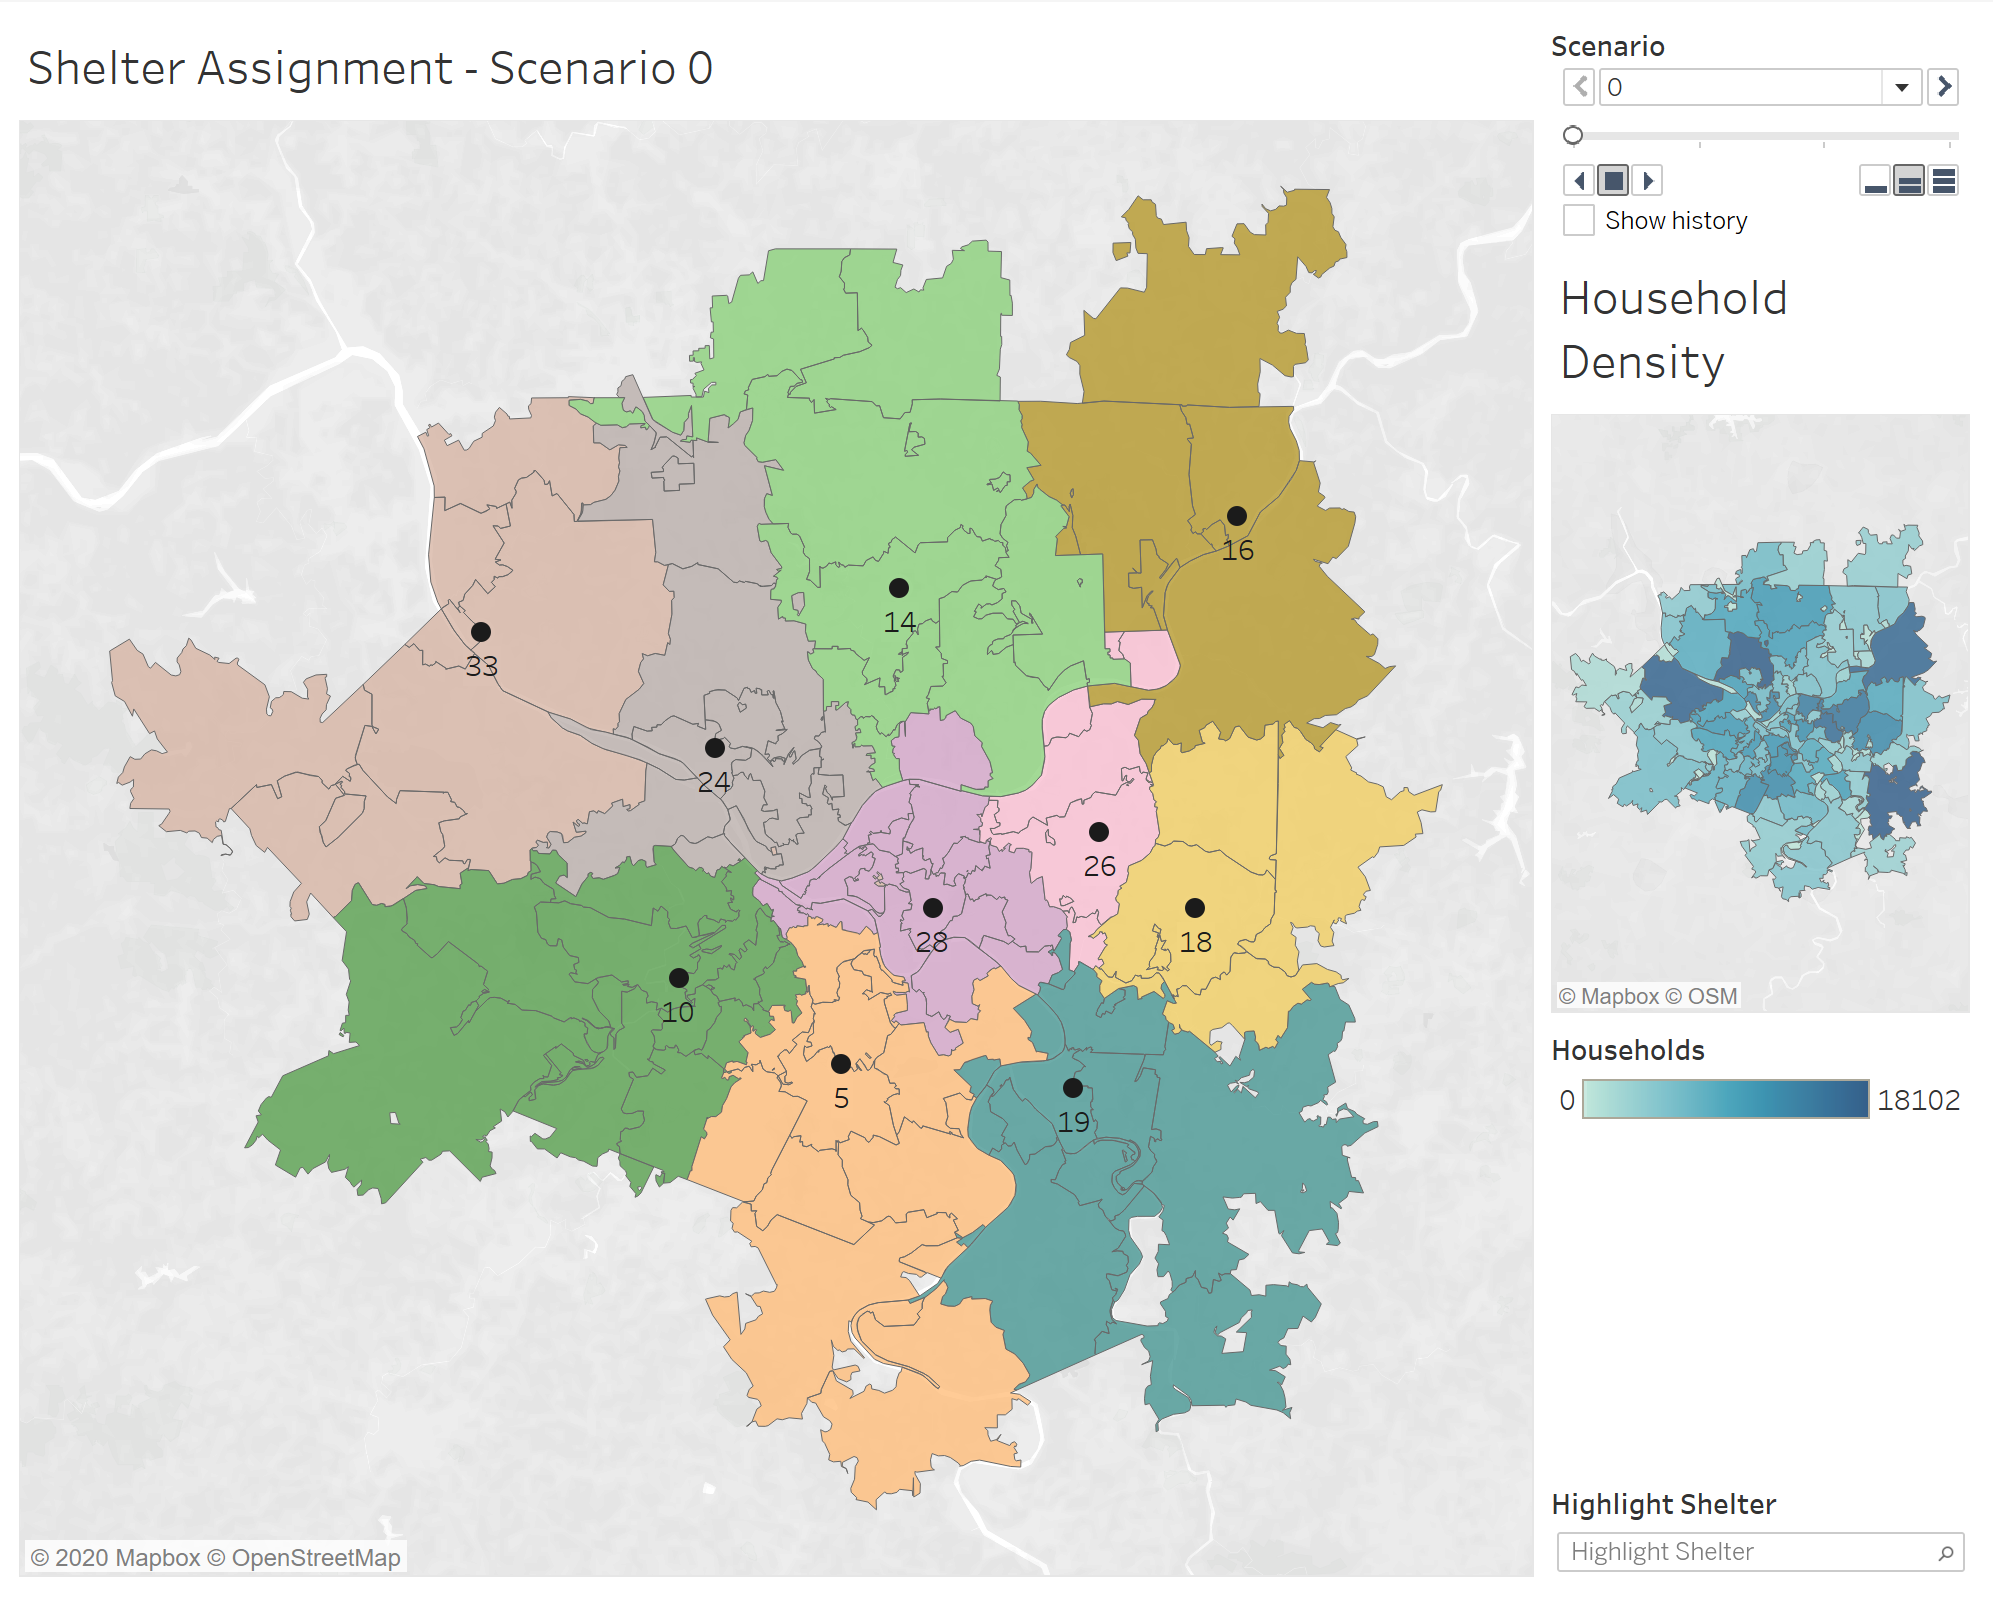 Shelter Assignment - Scenario 0
Scenario
0
Show history
Household
Density
16
14
33
24
26
28
18
10
5
19
© Mapbox © OSM
Households
0
18102
Highlight Shelter
Highlight Shelter
© 2020 Mapbox © OpenStreetMap